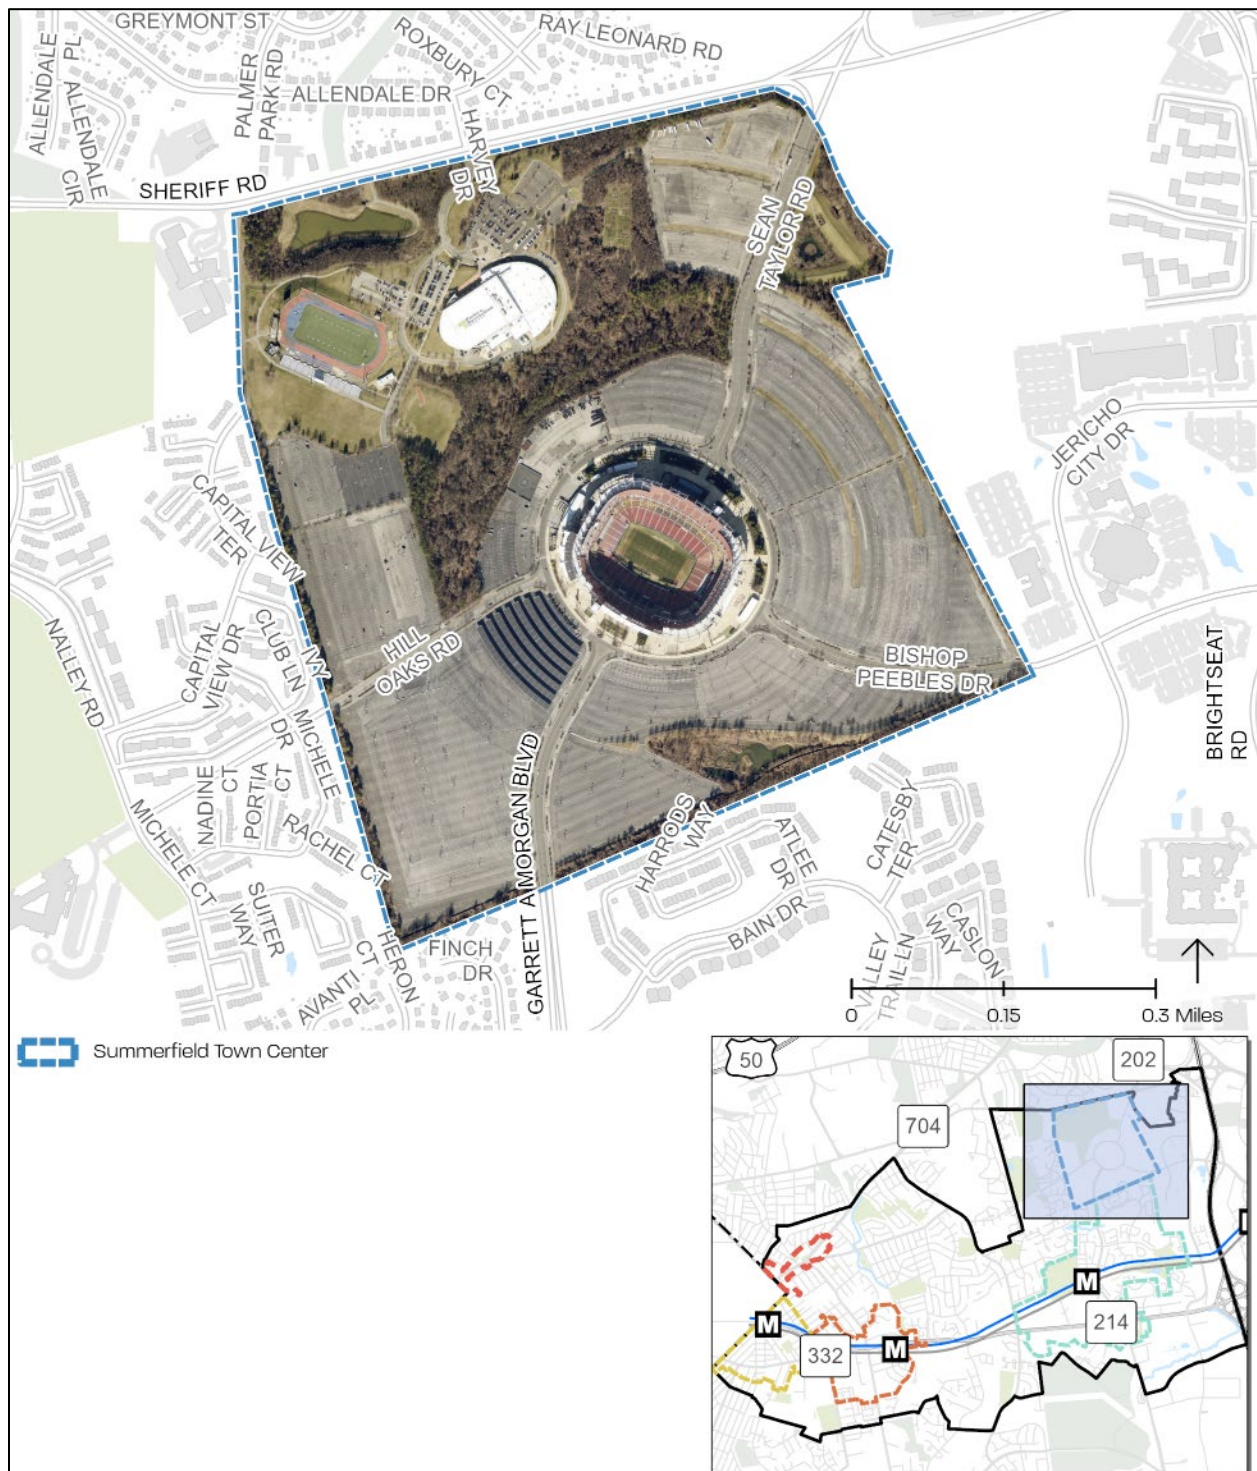 GREYMONT ST
RAY LEONARD RD
ROXBURY CT
ALLENDALE
PL
PALMER
PARK RD
ALLENDALE DR
ALLENDALE
CIR
HARVEY
DR
SHERIFF RD
SEAN
TAYLOR RD
JERICHO
CITY DR
CAPITAL VIEW
TER
IVY
CLUB LN
CAPITAL
VIEW DR
NALLEY RD
HILL
OAKS RD
BISHOP
PEEBLES DR
BRIGHTSEAT
RD
MICHELE
DR
NADINE
CT
PORTIA
CT
RACHEL CT
MICHELE CT
SUITER
WAY
GARRETT A MORGAN BLVD
HARRODS
WAY
ATLEE
DR
CATESBY
TER
BAIN DR
CASLON
WAY
VALLEY
TRAIL LN
HERON
CT
FINCH
DR
AVANTI
PL
0 0.15 0.3 Miles
Summerfield Town Center
50
202
704
M
214
M
332
M